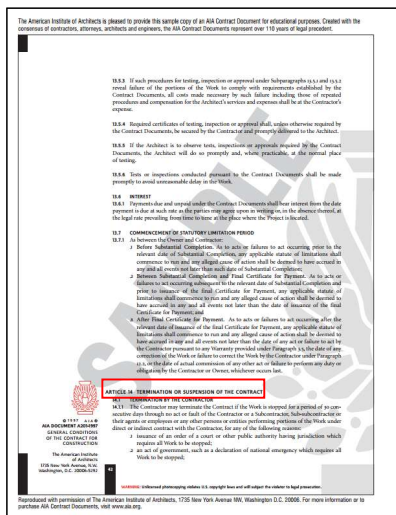 The American Institute of Architects is pleased to provide this sample copy of an AIA Contract Document for educational purposes. Created with the
consensus of contractors, attorneys, architects and engineers, the AIA Contract Documents represent over 110 years of legal precedent.
13.5.3 If such procedures for testing, inspection or approval under Subparagraphs 13.5.1 and 13.5.2
reveal failure of the portions of the Work to comply with requirements established by the
Contract Documents, all costs made necessary by such failure including those of repeated
procedures and compensation for the Architect's services and expenses shall be at the Contractor's
expense.
13.5.4 Required certificates of testing, inspection or approval shall, unless otherwise required by
the Contract Documents, be secured by the Contractor and promptly delivered to the Architect.
13.5.5 If the Architect is to observe tests, inspections or approvals required by the Contract
Documents, the Architect will do so promptly and, where practicable, at the normal place
of testing.
13.5.6 Tests or inspections conducted pursuant to the Contract Documents shall be made
promptly to avoid unreasonable delay in the Work.
13.6 INTEREST
13.6.1 Payments due and unpaid under the Contract Documents shall bear interest from the date
payment is due at such rate as the parties may agree upon in writing or, in the absence thereof, at
the legal rate prevailing from time to time at the place where the Project is located.
13.7 COMMENCEMENT OF STATUTORY LIMITATION PERIOD
13.7.1 As between the Owner and Contractor:
.1 Before Substantial Completion. As to acts or failures to act occurring prior to the
relevant date of Substantial Completion, any applicable statute of limitations shall
commence to run and any alleged cause of action shall be deemed to have accrued in
any and all events not later than such date of Substantial Completion;
.2 Between Substantial Completion and Final Certificate for Payment. As to acts or
failures to act occurring subsequent to the relevant date of Substantial Completion and
prior to issuance of the final Certificate for Payment, any applicable statute of
limitations shall commence to run and any alleged cause of action shall be deemed to
have accrued in any and all events not later than the date of issuance of the final
Certificate for Payment; and
.3 After Final Certificate for Payment. As to acts or failures to act occurring after the
relevant date of issuance of the final Certificate for Payment, any applicable statute of
limitations shall commence to run and any alleged cause of action shall be deemed to
have accrued in any and all events not later than the date of any act or failure to act by
the Contractor pursuant to any Warranty provided under Paragraph 3.5, the date of any
correction of the Work or failure to correct the Work by the Contractor under Paragraph
12.2, or the date of actual commission of any other act or failure to perform any duty or
obligation by the Contractor or Owner, whichever occurs last.
ARTICLE 14 TERMINATION OR SUSPENSION OF THE CONTRACT
14.1 TERMINATION BY THE CONTRACTOR
14.1.1 The Contractor may terminate the Contract if the Work is stopped for a period of 30 consecutive
days through no act or fault of the Contractor or a Subcontractor, Sub-subcontractor or
their agents or employees or any other persons or entities performing portions of the Work under
direct or indirect contract with the Contractor, for any of the following reasons:
.1 issuance of an order of a court or other public authority having jurisdiction which
requires all Work to be stopped;
.2 an act of government, such as a declaration of national emergency which requires all
Work to be stopped;
© 1997 AIA®
AIA DOCUMENT A201-1997
GENERAL CONDITIONS
OF THE CONTRACT FOR
CONSTRUCTION
The American Institute
of Architects
1735 New York Avenue, N.W.
Washington, D.C. 20006-5292
42
WARNING: Unlicensed photocopying violates U.S. copyright laws and will subject the violator to legal prosecution.
SAMPLE
Reproduced with permission of The American Institute of Architects, 1735 New York Avenue NW, Washington D.C. 20006. For more information or to
purchase AIA Contract Documents, visit www.aia.org.